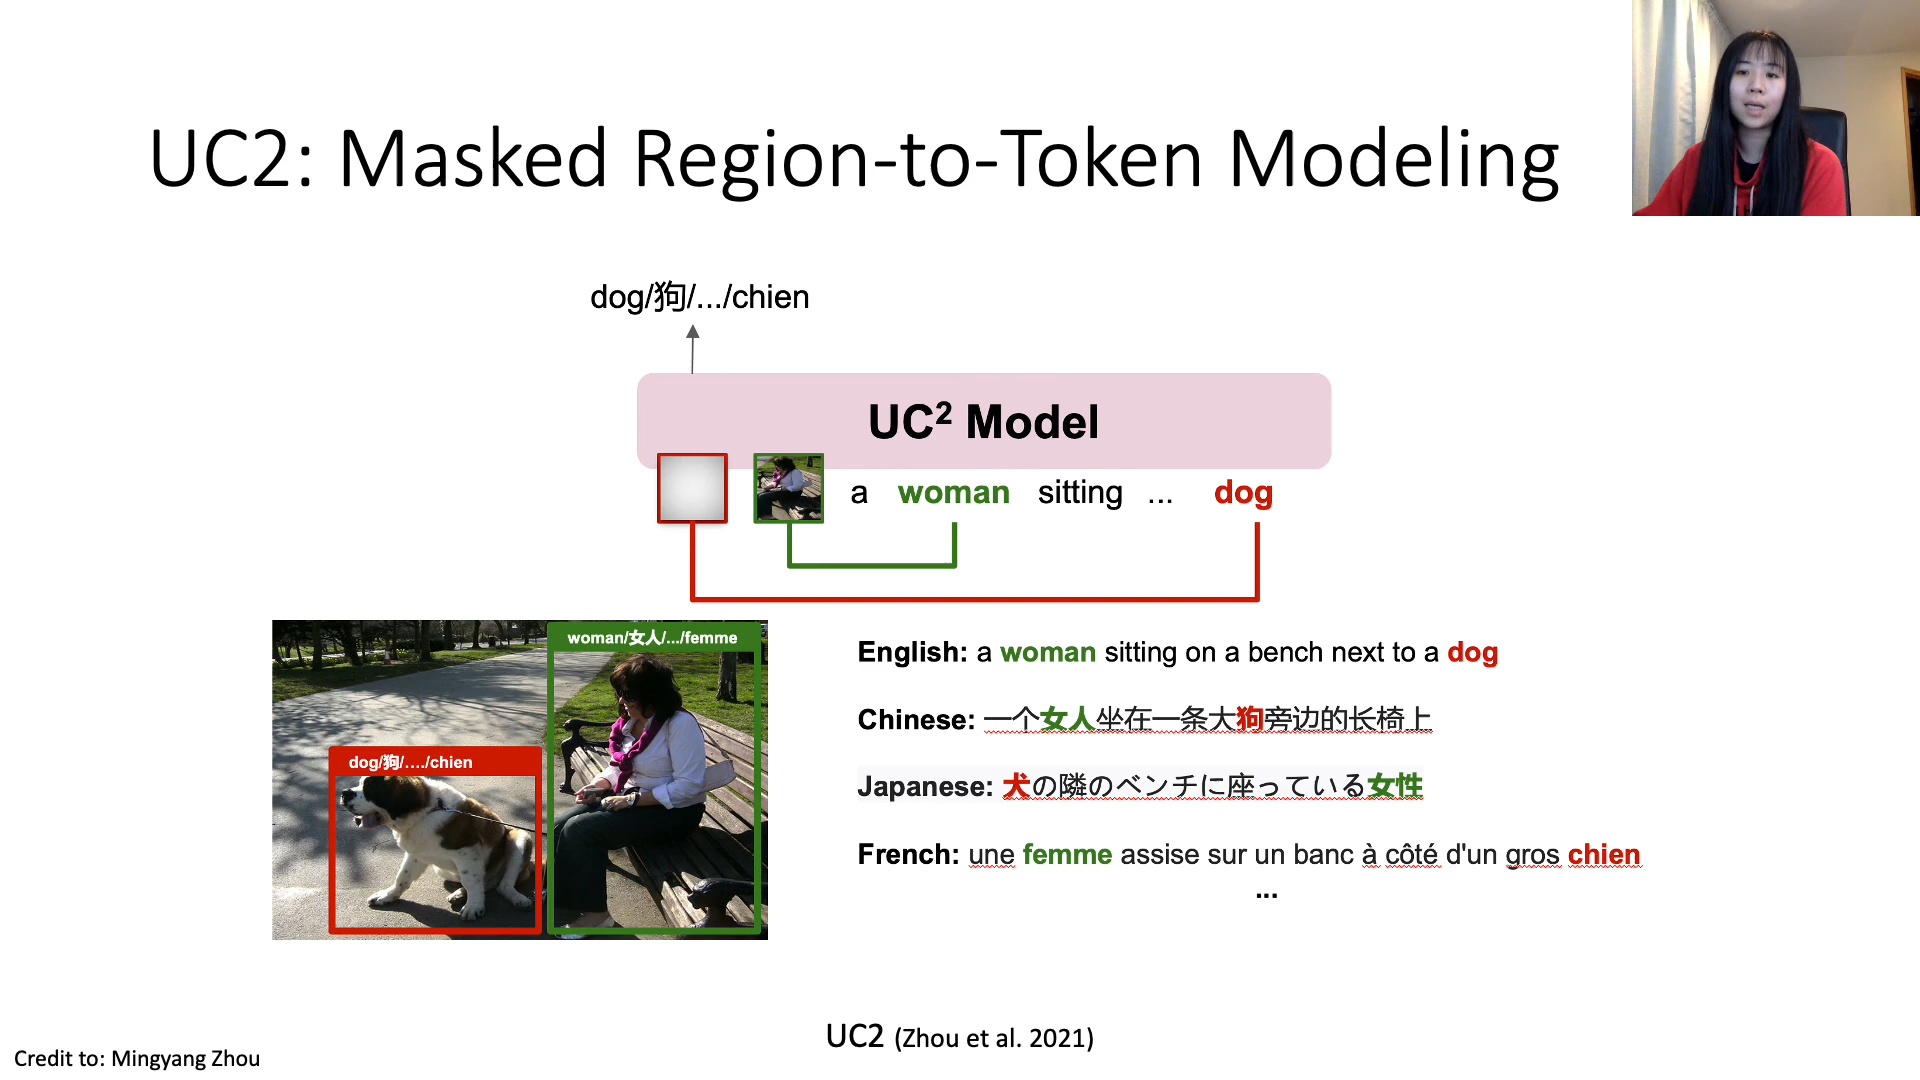 UC2: Masked Region-to-Token Modeling
dog/狗/.../chien
UC² Model
a woman sitting ... dog
woman/女人/.../femme
dog/狗/..../chien
English: a woman sitting on a bench next to a dog
Chinese: 一个女人坐在一条大狗旁边的长椅上
Japanese: 犬の隣のベンチに座っている女性
French: une femme assise sur un banc à côté d'un gros chien
...
UC2 (Zhou et al. 2021)
Credit to: Mingyang Zhou